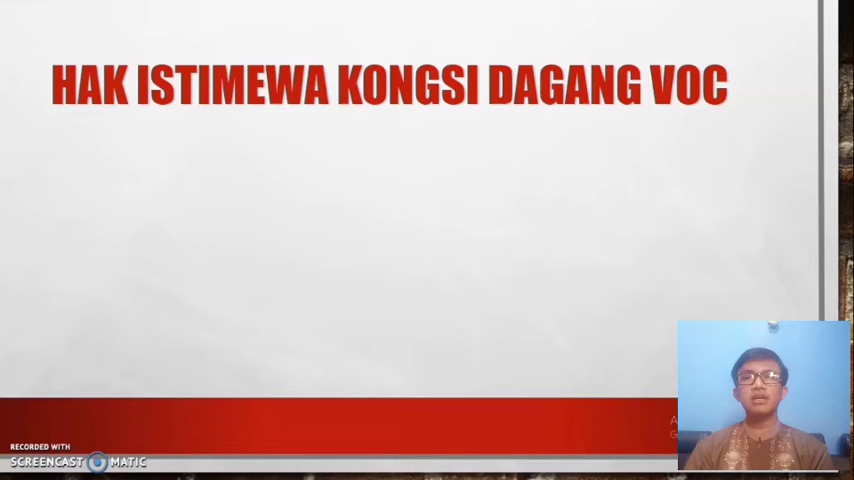 HAK ISTIMEWA KONGSI DAGANG VOC
RECORDED WITH
SCREENCAST MATIC